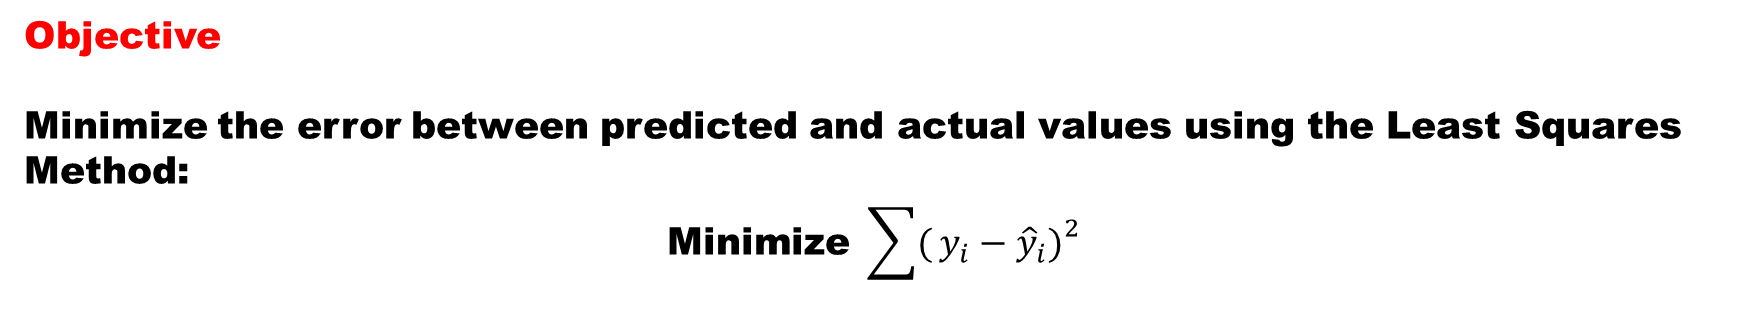 Objective
Minimize the error between predicted and actual values using the Least Squares
Method:
Minimize ∑(yᵢ − ŷᵢ)²